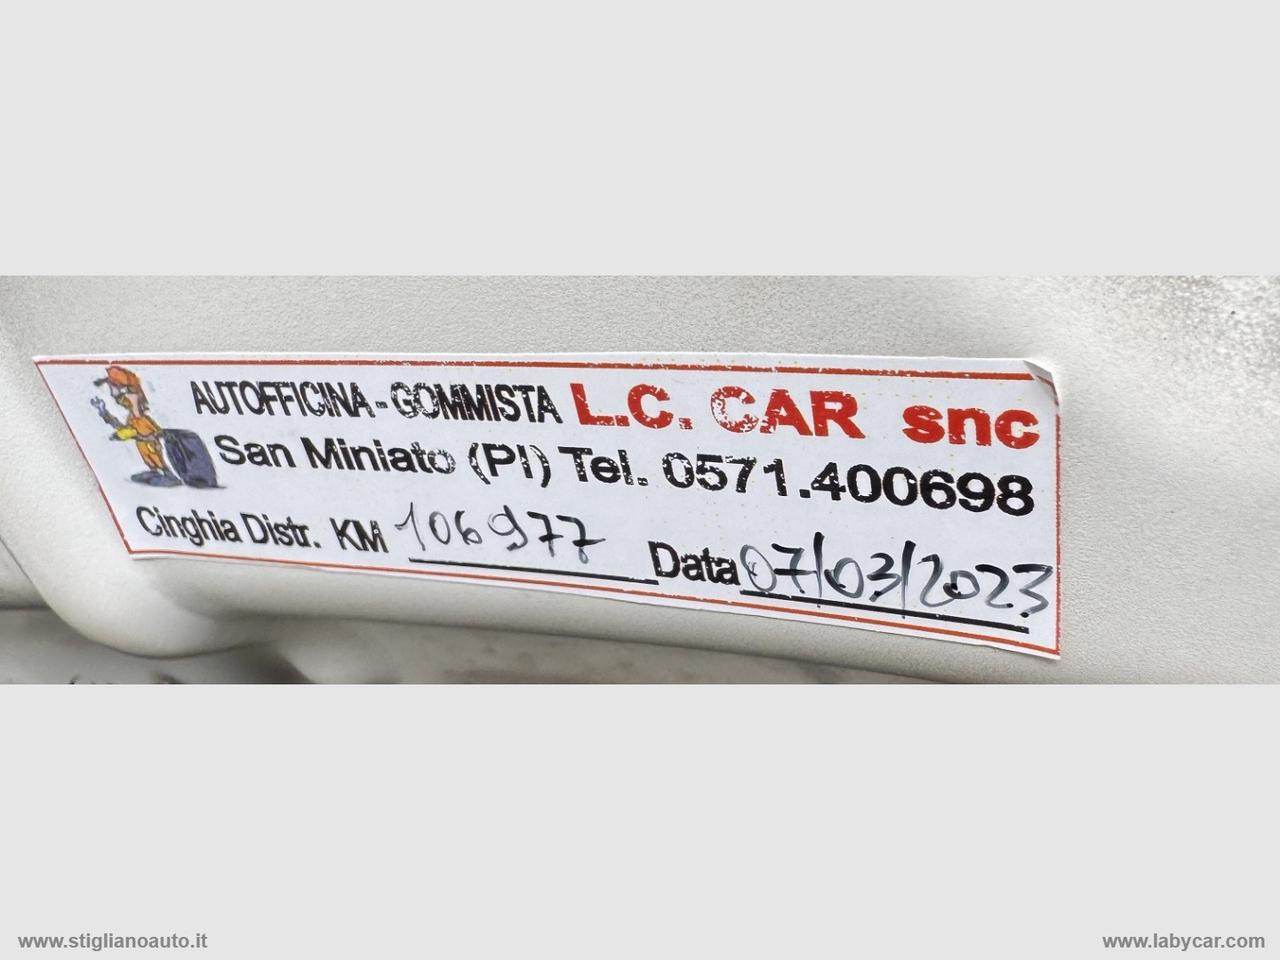 AUTOFFICINA-GOMMISTA L.C. CAR snc
San Miniato (PI) Tel. 0571.400698
Cinghia Distr. KM 106977 Data 07/03/2023
www.stiglianoauto.it
www.labycar.com